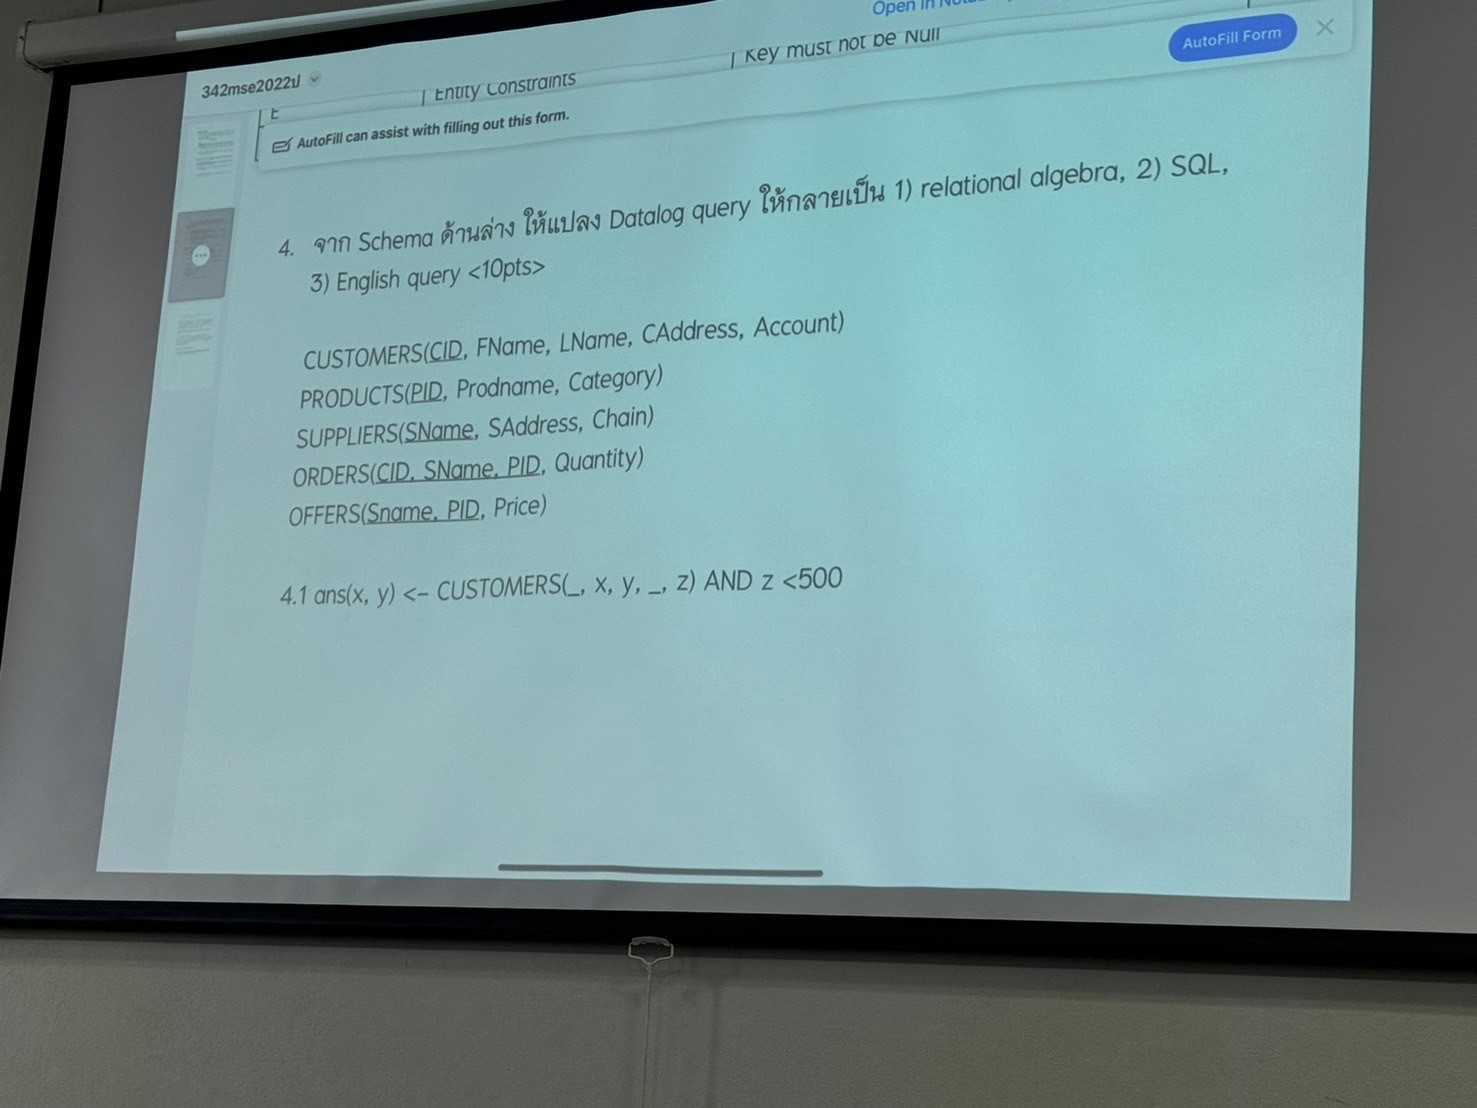 Open in
342mse2022ป
Entity Constraints
Key must not be Null
AutoFill Form
AutoFill can assist with filling out this form.
4. จาก Schema ด้านล่าง ให้แปลง Datalog query ให้กลายเป็น 1) relational algebra, 2) SQL,
3) English query <10pts>
CUSTOMERS(CID, FName, LName, CAddress, Account)
PRODUCTS(PID, Prodname, Category)
SUPPLIERS(SName, SAddress, Chain)
ORDERS(CID, SName, PID, Quantity)
OFFERS(Sname, PID, Price)
4.1 ans(x, y) <- CUSTOMERS(_, x, y, _, z) AND z <500